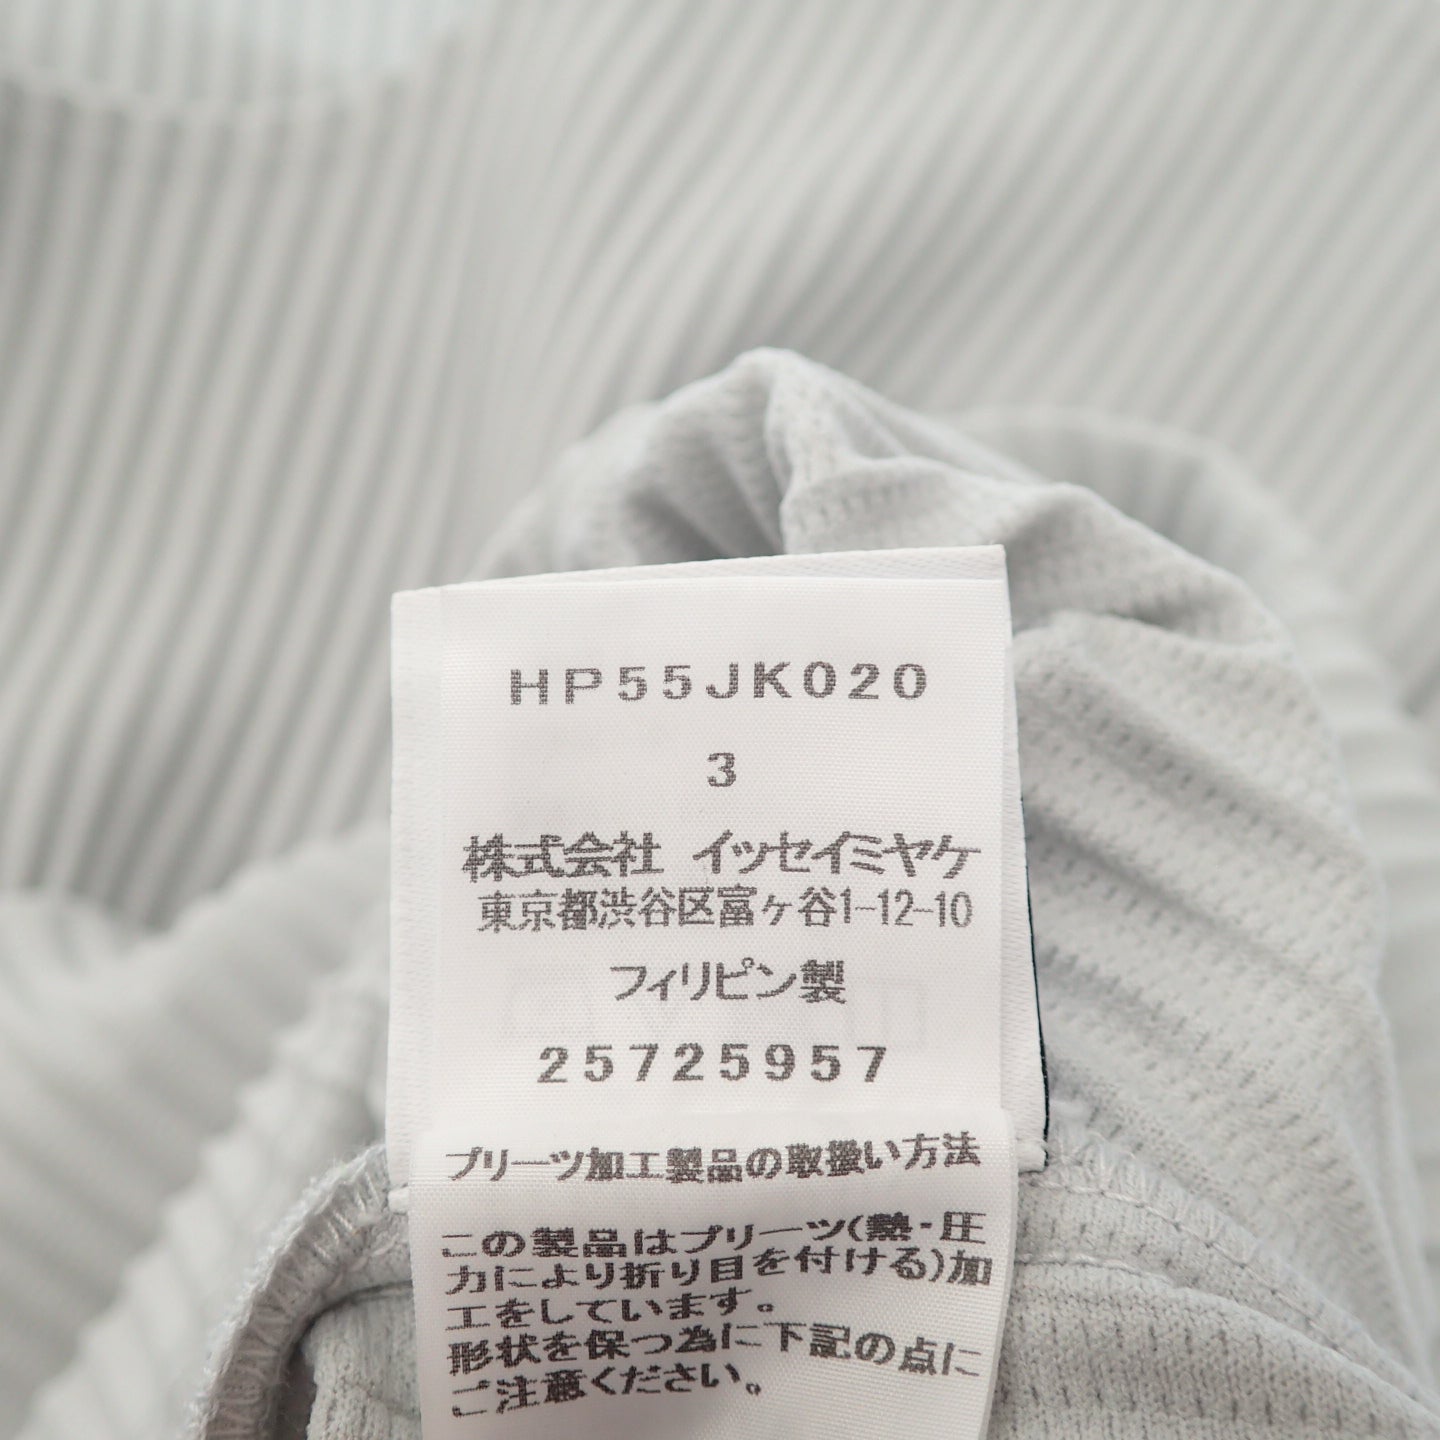 HP55JK020
3
株式会社 イッセイミヤケ
東京都渋谷区富ヶ谷1-12-10
フィリピン製
25725957
プリーツ加工製品の取扱い方法
この製品はプリーツ(熱・圧
力により折り目を付ける)加
工をしています。
形状を保つ為に下記の点に
ご注意ください。